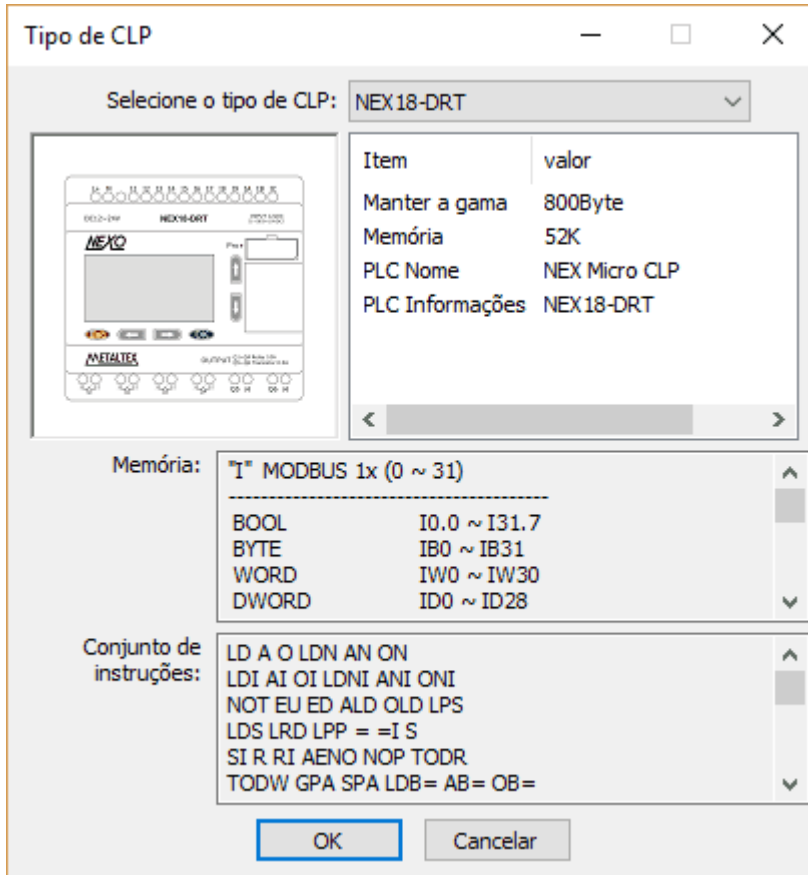 Tipo de CLP
Selecione o tipo de CLP: NEX18-DRT
NEX18-DRT
NEXO
METALTEX
Item valor
Manter a gama 800Byte
Memória 52K
PLC Nome NEX Micro CLP
PLC Informações NEX18-DRT
Memória:
"I" MODBUS 1x (0 ~ 31)
----------------------------------------
BOOL I0.0 ~ I31.7
BYTE IB0 ~ IB31
WORD IW0 ~ IW30
DWORD ID0 ~ ID28
Conjunto de
instruções:
LD A O LDN AN ON
LDI AI OI LDNI ANI ONI
NOT EU ED ALD OLD LPS
LDS LRD LPP = =I S
SI R RI AENO NOP TODR
TODW GPA SPA LDB= AB= OB=
OK Cancelar